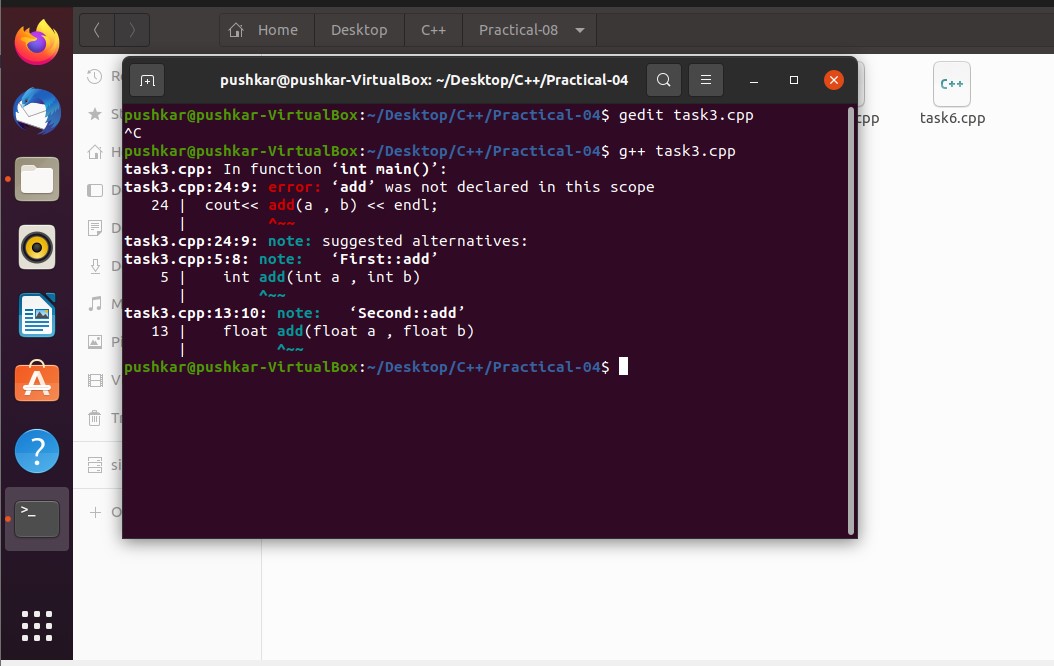 Home Desktop C++ Practical-08
pushkar@pushkar-VirtualBox: ~/Desktop/C++/Practical-04
pushkar@pushkar-VirtualBox:~/Desktop/C++/Practical-04$ gedit task3.cpp
^C
pushkar@pushkar-VirtualBox:~/Desktop/C++/Practical-04$ g++ task3.cpp
task3.cpp: In function ‘int main()’:
task3.cpp:24:9: error: ‘add’ was not declared in this scope
24 | cout<< add(a , b) << endl;
| ^~~
task3.cpp:24:9: note: suggested alternatives:
task3.cpp:5:8: note: ‘First::add’
5 | int add(int a , int b)
| ^~~
task3.cpp:13:10: note: ‘Second::add’
13 | float add(float a , float b)
| ^~~
pushkar@pushkar-VirtualBox:~/Desktop/C++/Practical-04$
C++
cpp
task6.cpp
?
>_